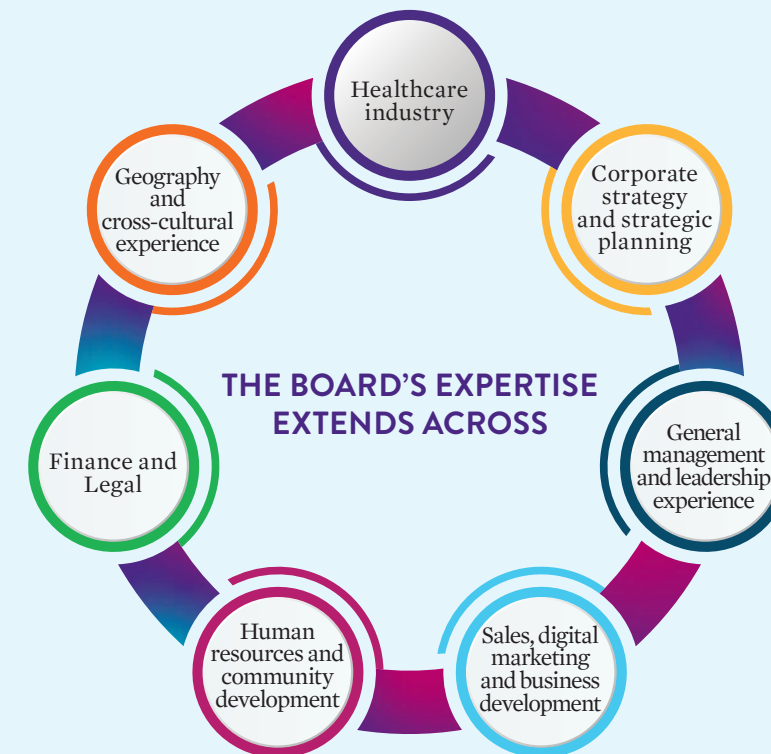 Healthcare
industry
Corporate
strategy
and strategic
planning
General
management
and leadership
experience
Sales, digital
marketing
and business
development
Human
resources and
community
development
Finance and
Legal
Geography
and
cross-cultural
experience
THE BOARD’S EXPERTISE
EXTENDS ACROSS